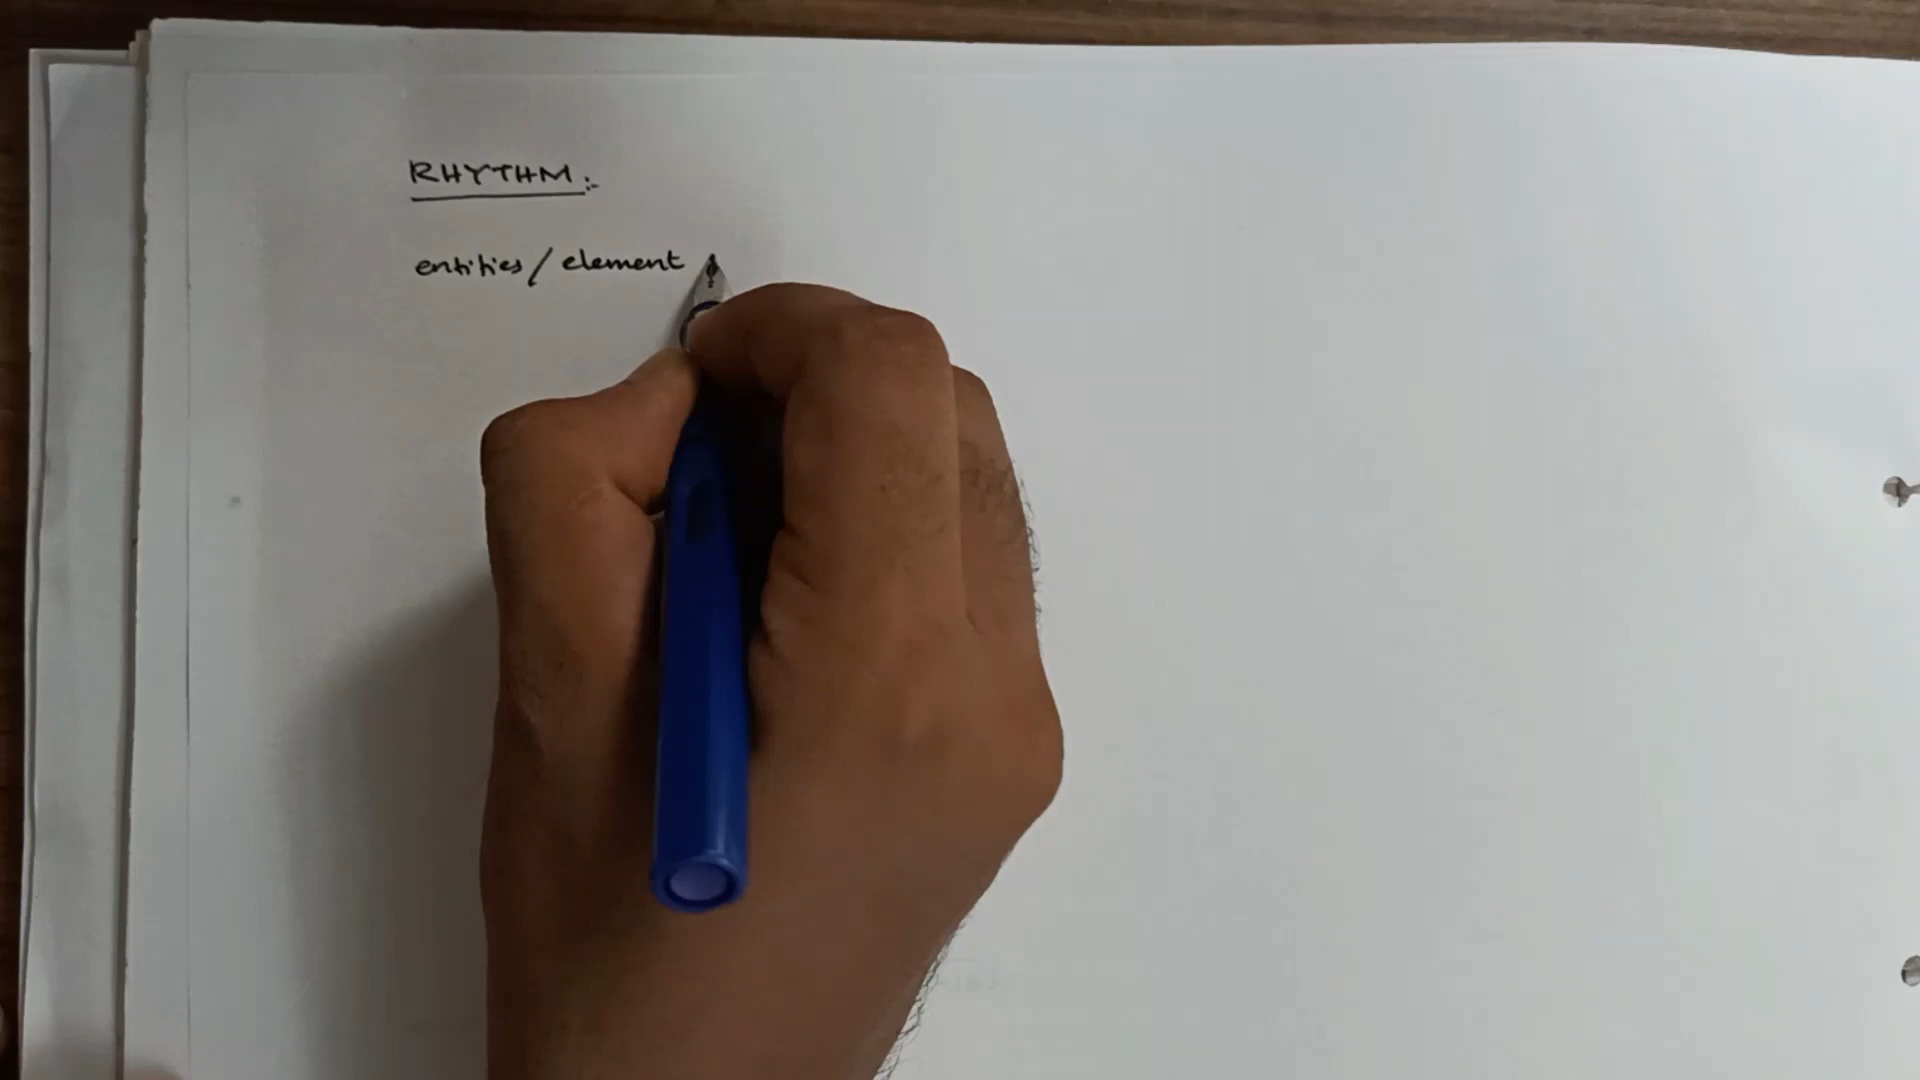 RHYTHM :-
entities / element